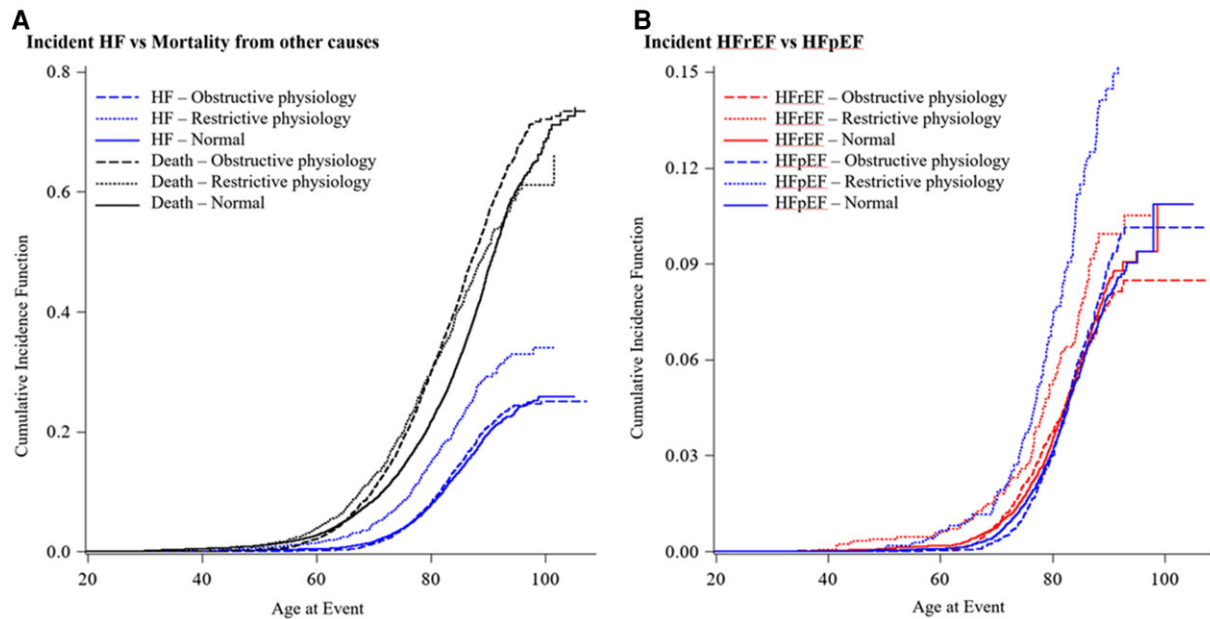 A
Incident HF vs Mortality from other causes
0.8
0.6
0.4
0.2
0.0
Cumulative Incidence Function
HF – Obstructive physiology
HF – Restrictive physiology
HF – Normal
Death – Obstructive physiology
Death – Restrictive physiology
Death – Normal
20 40 60 80 100
Age at Event
B
Incident HFrEF vs HFpEF
0.15
0.12
0.09
0.06
0.03
0.00
Cumulative Incidence Function
HFrEF – Obstructive physiology
HFrEF – Restrictive physiology
HFrEF – Normal
HFpEF – Obstructive physiology
HFpEF – Restrictive physiology
HFpEF – Normal
20 40 60 80 100
Age at Event